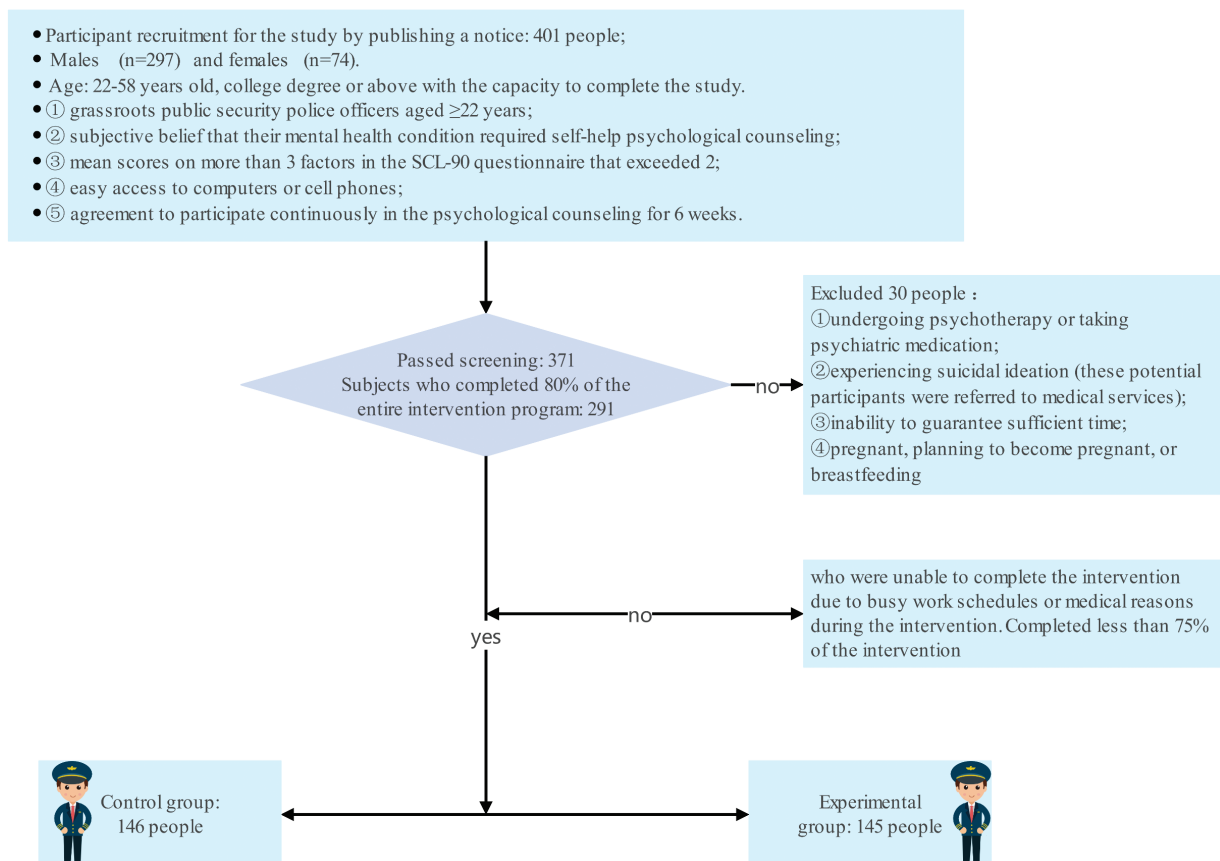 ● Participant recruitment for the study by publishing a notice: 401 people;
● Males (n=297) and females (n=74).
● Age: 22-58 years old, college degree or above with the capacity to complete the study.
● ① grassroots public security police officers aged ≥22 years;
● ② subjective belief that their mental health condition required self-help psychological counseling;
● ③ mean scores on more than 3 factors in the SCL-90 questionnaire that exceeded 2;
● ④ easy access to computers or cell phones;
● ⑤ agreement to participate continuously in the psychological counseling for 6 weeks.
Passed screening: 371
Subjects who completed 80% of the
entire intervention program: 291
no
Excluded 30 people：
①undergoing psychotherapy or taking
psychiatric medication;
②experiencing suicidal ideation (these potential
participants were referred to medical services);
③inability to guarantee sufficient time;
④pregnant, planning to become pregnant, or
breastfeeding
no
who were unable to complete the intervention
due to busy work schedules or medical reasons
during the intervention. Completed less than 75%
of the intervention
yes
Control group:
146 people
Experimental
group: 145 people